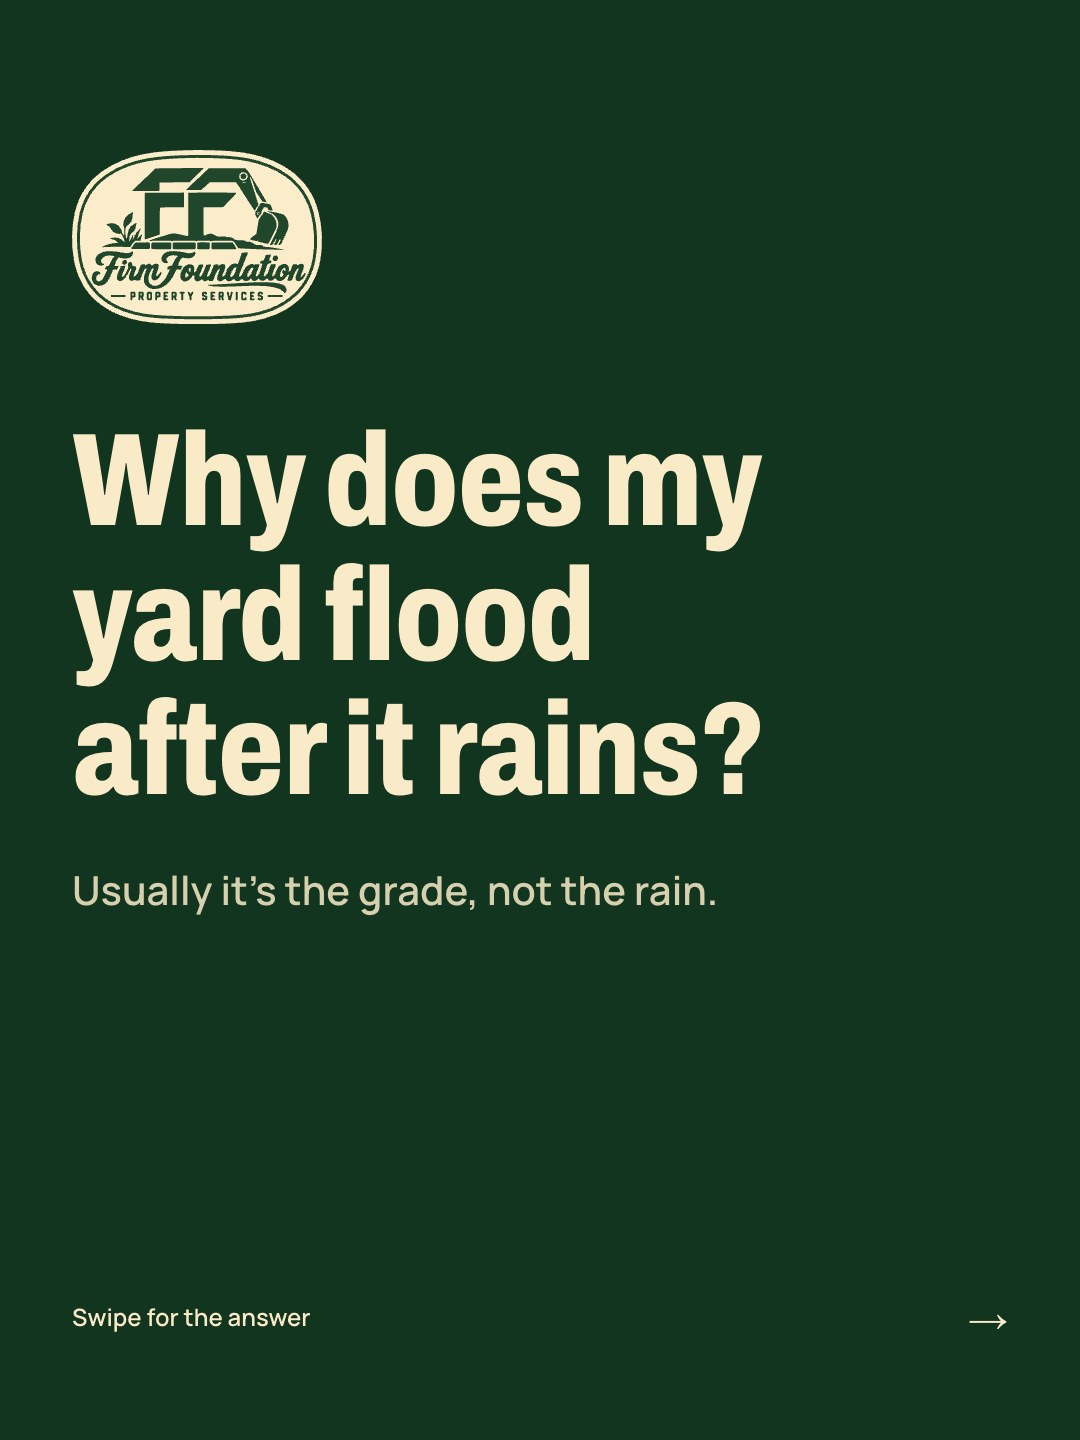 FF
Firm Foundation
PROPERTY SERVICES
Why does my
yard flood
after it rains?
Usually it’s the grade, not the rain.
Swipe for the answer
→